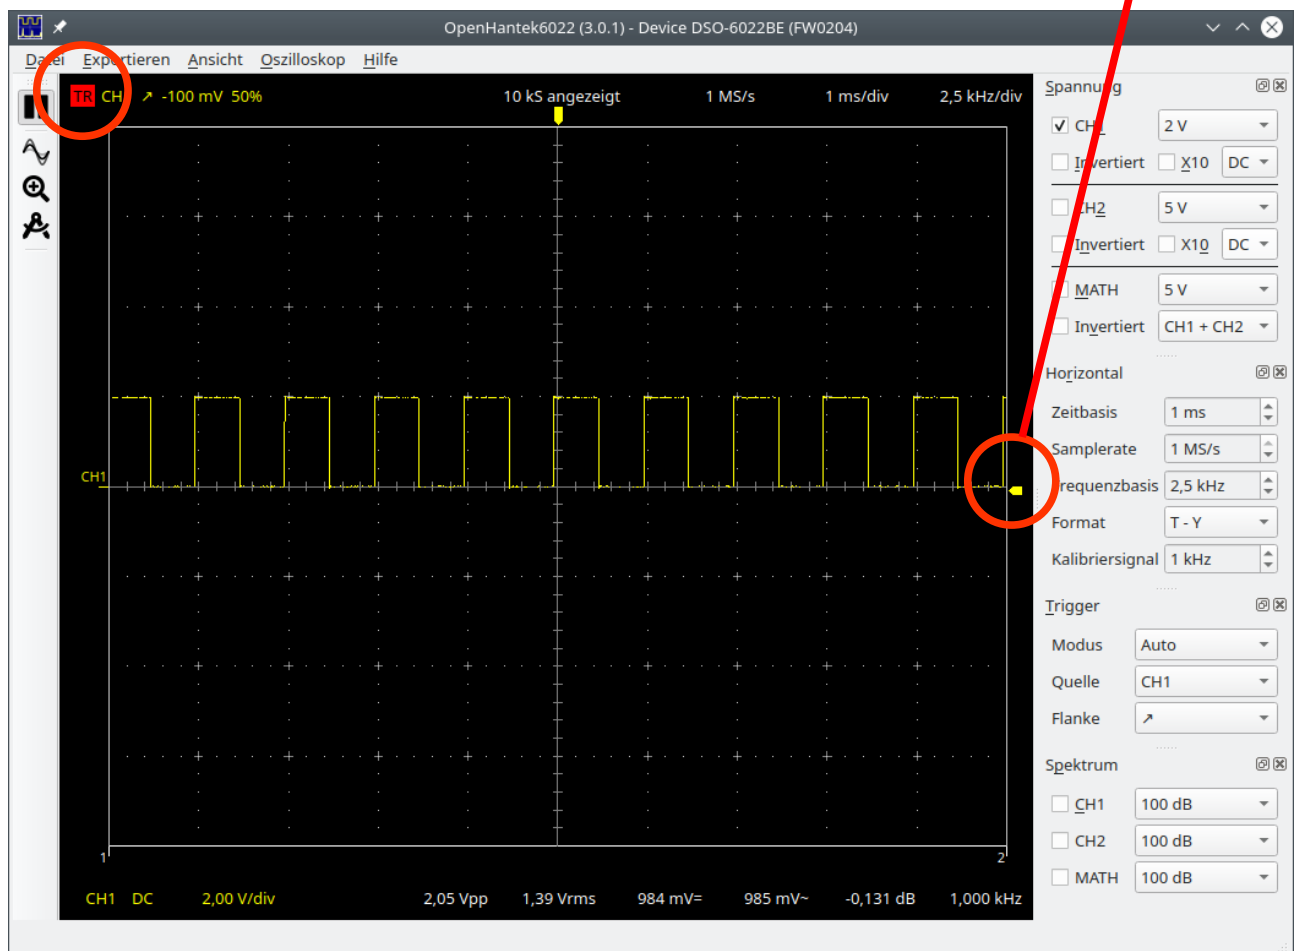 OpenHantek6022 (3.0.1) - Device DSO-6022BE (FW0204)
Datei Exportieren Ansicht Oszilloskop Hilfe
TR CH ↗ -100 mV 50% 10 kS angezeigt 1 MS/s 1 ms/div 2,5 kHz/div
CH1
1 2
CH1 DC 2,00 V/div 2,05 Vpp 1,39 Vrms 984 mV= 985 mV~ -0,131 dB 1,000 kHz
Spannung
CH1 2 V
Invertiert X10 DC
CH2 5 V
Invertiert X10 DC
MATH 5 V
Invertiert CH1 + CH2
Horizontal
Zeitbasis 1 ms
Samplerate 1 MS/s
Frequenzbasis 2,5 kHz
Format T - Y
Kalibriersignal 1 kHz
Trigger
Modus Auto
Quelle CH1
Flanke ↗
Spektrum
CH1 100 dB
CH2 100 dB
MATH 100 dB